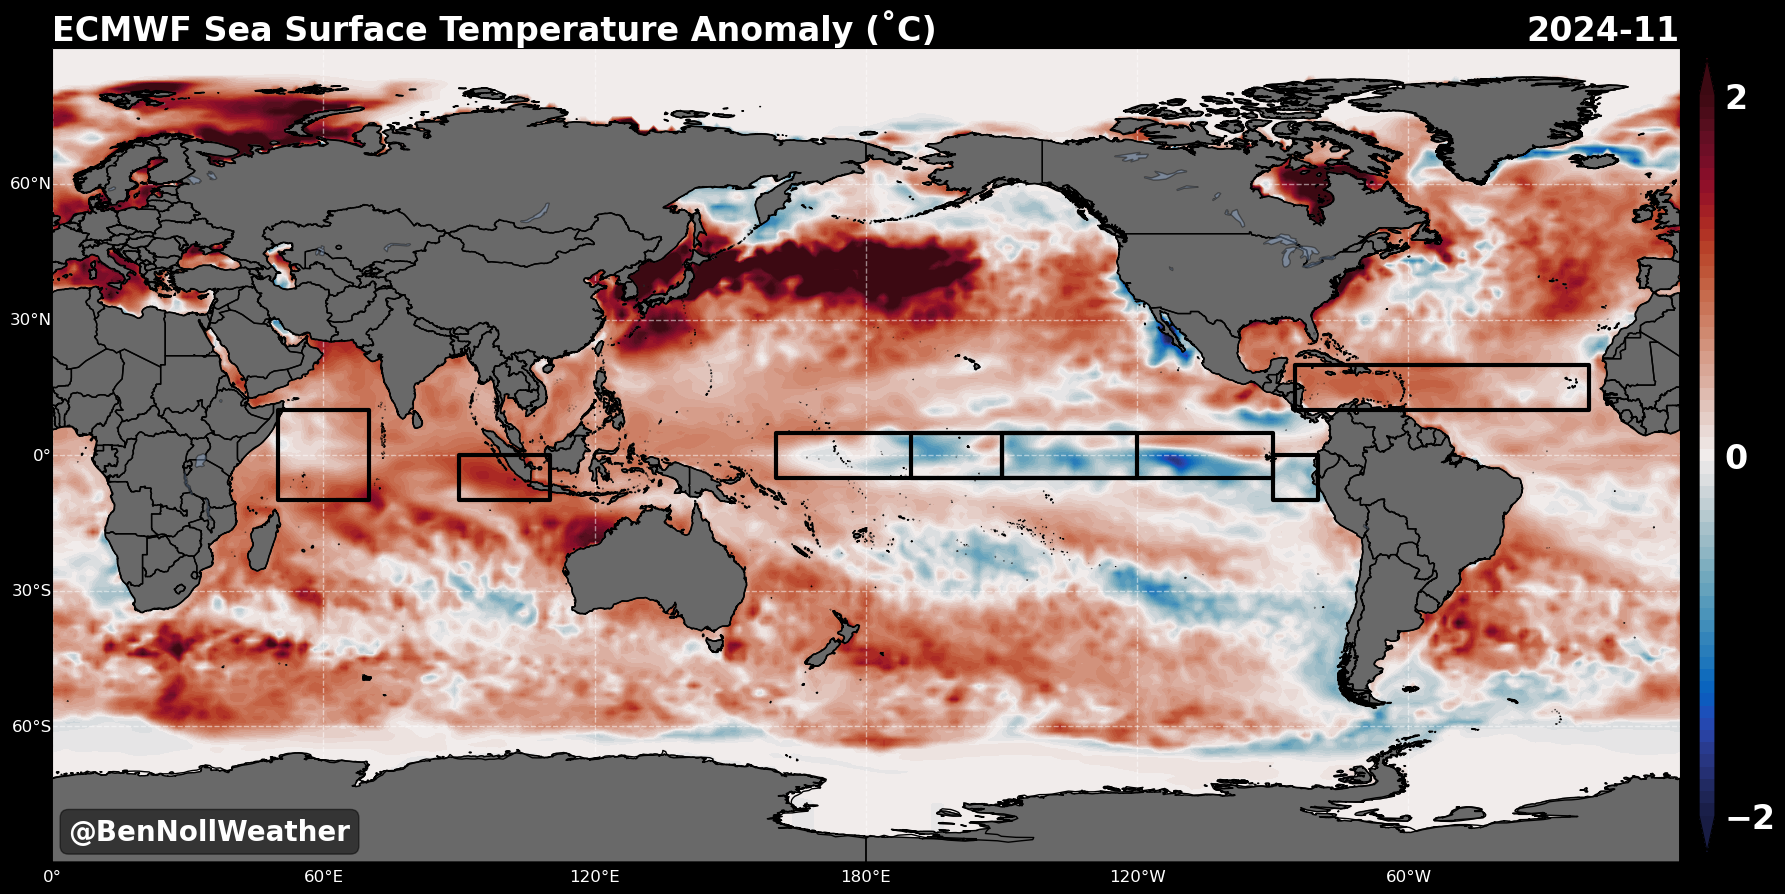 ECMWF Sea Surface Temperature Anomaly (˚C)
2024-11
2
0
−2
60°N
30°N
0°
30°S
60°S
@BenNollWeather
0°
60°E
120°E
180°E
120°W
60°W